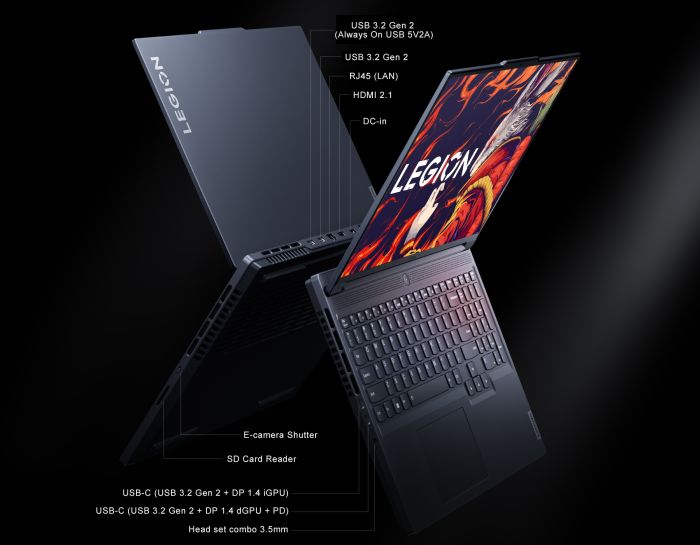 USB 3.2 Gen 2
(Always On USB 5V2A)
USB 3.2 Gen 2
RJ45 (LAN)
HDMI 2.1
DC-in
LEGION
LEGION
E-camera Shutter
SD Card Reader
USB-C (USB 3.2 Gen 2 + DP 1.4 iGPU)
USB-C (USB 3.2 Gen 2 + DP 1.4 dGPU + PD)
Head set combo 3.5mm